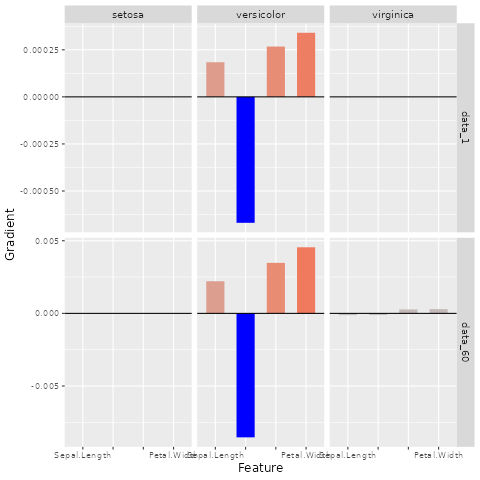 setosa versicolor virginica
0.00025
0.00000
-0.00025
-0.00050
data_1
Gradient
0.005
0.000
-0.005
data_60
Sepal.Length Petal.Width Sepal.Length Petal.Width Sepal.Length Petal.Width
Feature